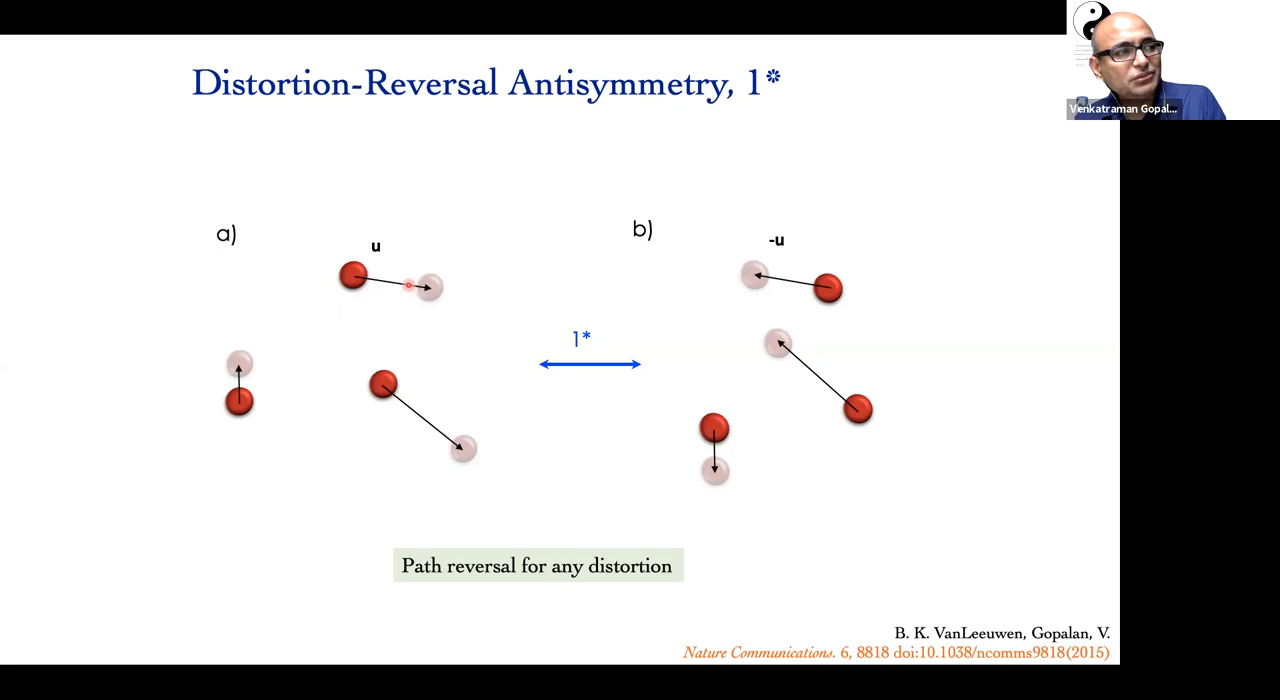 Distortion-Reversal Antisymmetry, 1*
Venkatraman Gopal...
a)
u
b)
-u
1*
Path reversal for any distortion
B. K. VanLeeuwen, Gopalan, V.
Nature Communications. 6, 8818 doi:10.1038/ncomms9818(2015)